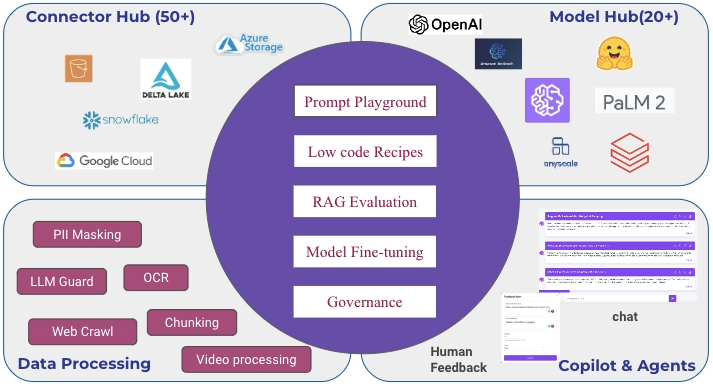 Connector Hub (50+)
Azure
Storage
DELTA LAKE
snowflake
Google Cloud
OpenAI
Model Hub(20+)
Amazon Bedrock
PaLM 2
anyscale
Prompt Playground
Low code Recipes
RAG Evaluation
Model Fine-tuning
Governance
PII Masking
LLM Guard
OCR
Web Crawl
Chunking
Video processing
Data Processing
chat
Human
Feedback
Copilot & Agents